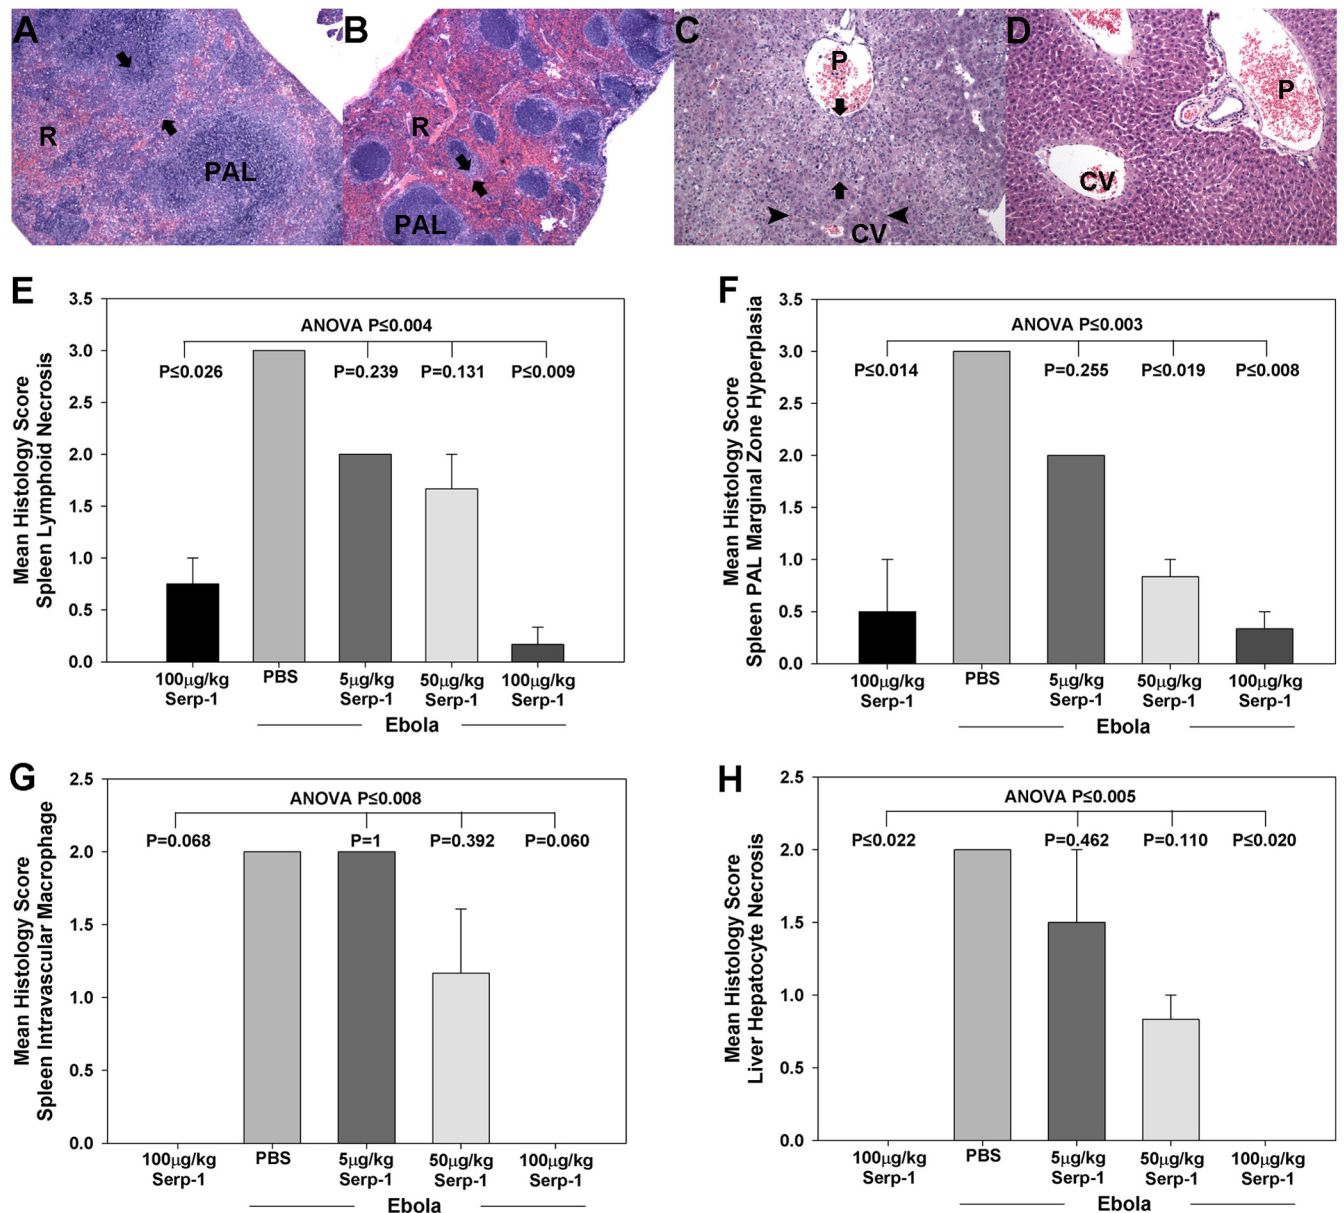 A
B
C
D
R
PAL
R
PAL
P
CV
CV
P
E
Mean Histology Score
Spleen Lymphoid Necrosis
3.5
3.0
2.5
2.0
1.5
1.0
0.5
0.0
ANOVA P≤0.004
P≤0.026
P=0.239
P=0.131
P≤0.009
100μg/kg
Serp-1
PBS
5μg/kg
Serp-1
50μg/kg
Serp-1
100μg/kg
Serp-1
Ebola
F
Mean Histology Score
Spleen PAL Marginal Zone Hyperplasia
3.5
3.0
2.5
2.0
1.5
1.0
0.5
0.0
ANOVA P≤0.003
P≤0.014
P=0.255
P≤0.019
P≤0.008
100μg/kg
Serp-1
PBS
5μg/kg
Serp-1
50μg/kg
Serp-1
100μg/kg
Serp-1
Ebola
G
Mean Histology Score
Spleen Intravascular Macrophage
2.5
2.0
1.5
1.0
0.5
0.0
ANOVA P≤0.008
P=0.068
P=1
P=0.392
P=0.060
100μg/kg
Serp-1
PBS
5μg/kg
Serp-1
50μg/kg
Serp-1
100μg/kg
Serp-1
Ebola
H
Mean Histology Score
Liver Hepatocyte Necrosis
2.5
2.0
1.5
1.0
0.5
0.0
ANOVA P≤0.005
P≤0.022
P=0.462
P=0.110
P≤0.020
100μg/kg
Serp-1
PBS
5μg/kg
Serp-1
50μg/kg
Serp-1
100μg/kg
Serp-1
Ebola